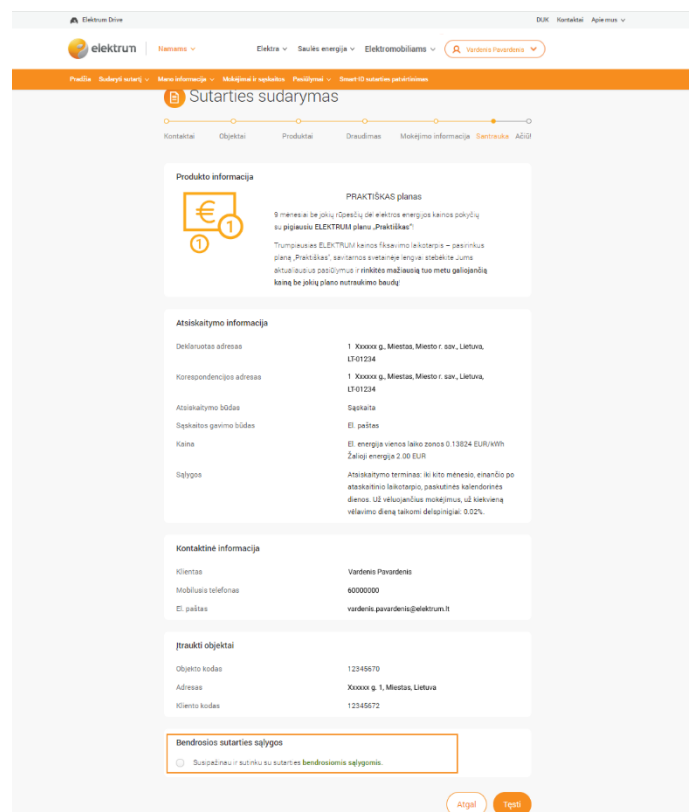 Elektrum Drive
DUK Kontaktai Apie mus
elektrum
Namams
Elektra Saulės energija Elektromobiliams
Vardenis Pavardenis
Pradžia Sudaryti sutartį Mano informacija Mokėjimai ir sąskaitos Pasiūlymai Smart-ID sutarties patvirtinimas
Sutarties sudarymas
Kontaktai Objektai Produktai Draudimas Mokėjimo informacija Santrauka Ačiū!
Produkto informacija
PRAKTIŠKAS planas
9 mėnesiai be jokių rūpesčių dėl elektros energijos kainos pokyčių
su pigiausiu ELEKTRUM planu „Praktiškas“!
Trumpiausias ELEKTRUM kainos fiksavimo laikotarpis – pasirinkus
planą „Praktiškas“, savitarnos svetainėje lengvai stebėkite Jums
aktualiausius pasiūlymus ir rinkitės mažiausią tuo metu galiojančią
kainą be jokių plano nutraukimo baudų!
€
1
1
Atsiskaitymo informacija
Deklaruotas adresas
1 Xxxxxx g., Miestas, Miesto r. sav., Lietuva,
LT-01234
Korespondencijos adresas
1 Xxxxxx g., Miestas, Miesto r. sav., Lietuva,
LT-01234
Atsiskaitymo būdas Sąskaita
Sąskaitos gavimo būdas El. paštas
Kaina
El. energija vienos laiko zonos 0.13824 EUR/kWh
Žalioji energija 2.00 EUR
Sąlygos
Atsiskaitymo terminas: iki kito mėnesio, einančio po
ataskaitinio laikotarpio, paskutinės kalendorinės
dienos. Už vėluojančius mokėjimus, už kiekvieną
vėlavimo dieną taikomi delspinigiai: 0.02%.
Kontaktinė informacija
Klientas Vardenis Pavardenis
Mobilusis telefonas 60000000
El. paštas vardenis.pavardenis@elektrum.lt
Įtraukti objektai
Objekto kodas 12345670
Adresas Xxxxxx g. 1, Miestas, Lietuva
Kliento kodas 12345672
Bendrosios sutarties sąlygos
Susipažinau ir sutinku su sutarties bendrosiomis sąlygomis.
Atgal Tęsti